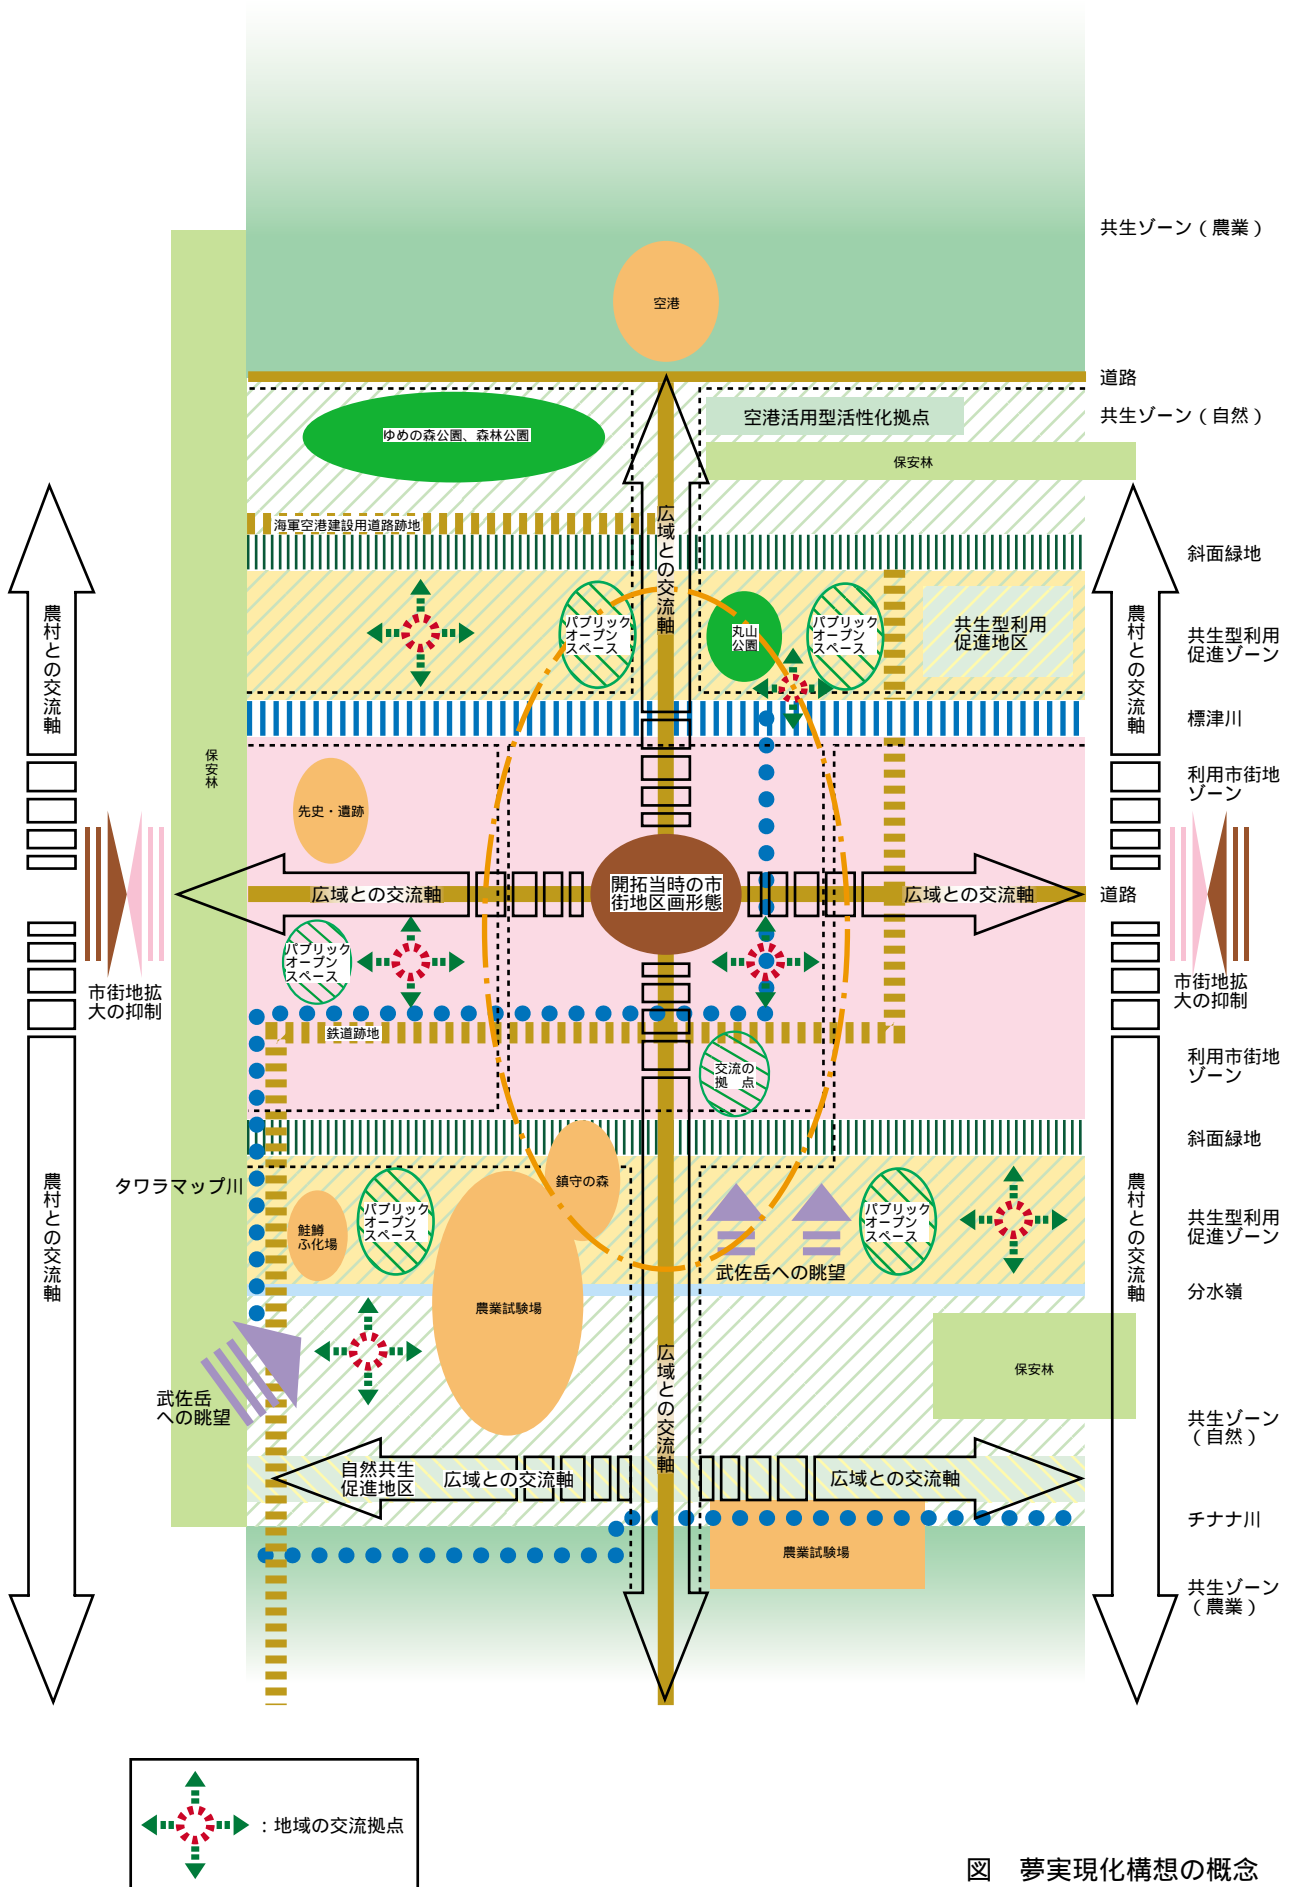 共生ゾーン（農業）
空港
道路
共生ゾーン（自然）
空港活用型活性化拠点
ゆめの森公園、森林公園
保安林
海軍空港建設用道路跡地
広域との交流軸
斜面緑地
農村との交流軸
農村との交流軸
パブリック
オープン
スペース
丸山
公園
パブリック
オープン
スペース
共生型利用
促進地区
共生型利用
促進ゾーン
標津川
保安林
利用市街地
ゾーン
先史・遺跡
広域との交流軸
開拓当時の市
街地区画形態
広域との交流軸
道路
パブリック
オープン
スペース
市街地拡
大の抑制
市街地拡
大の抑制
鉄道跡地
交流の
拠　点
利用市街地
ゾーン
斜面緑地
タワラマップ川
鎮守の森
農村との交流軸
農村との交流軸
パブリック
オープン
スペース
パブリック
オープン
スペース
鮭鱒
ふ化場
共生型利用
促進ゾーン
武佐岳への眺望
分水嶺
農業試験場
広域との交流軸
保安林
武佐岳
への眺望
共生ゾーン
（自然）
自然共生
促進地区
広域との交流軸
広域との交流軸
チナナ川
農業試験場
共生ゾーン
（農業）
：地域の交流拠点
図　夢実現化構想の概念